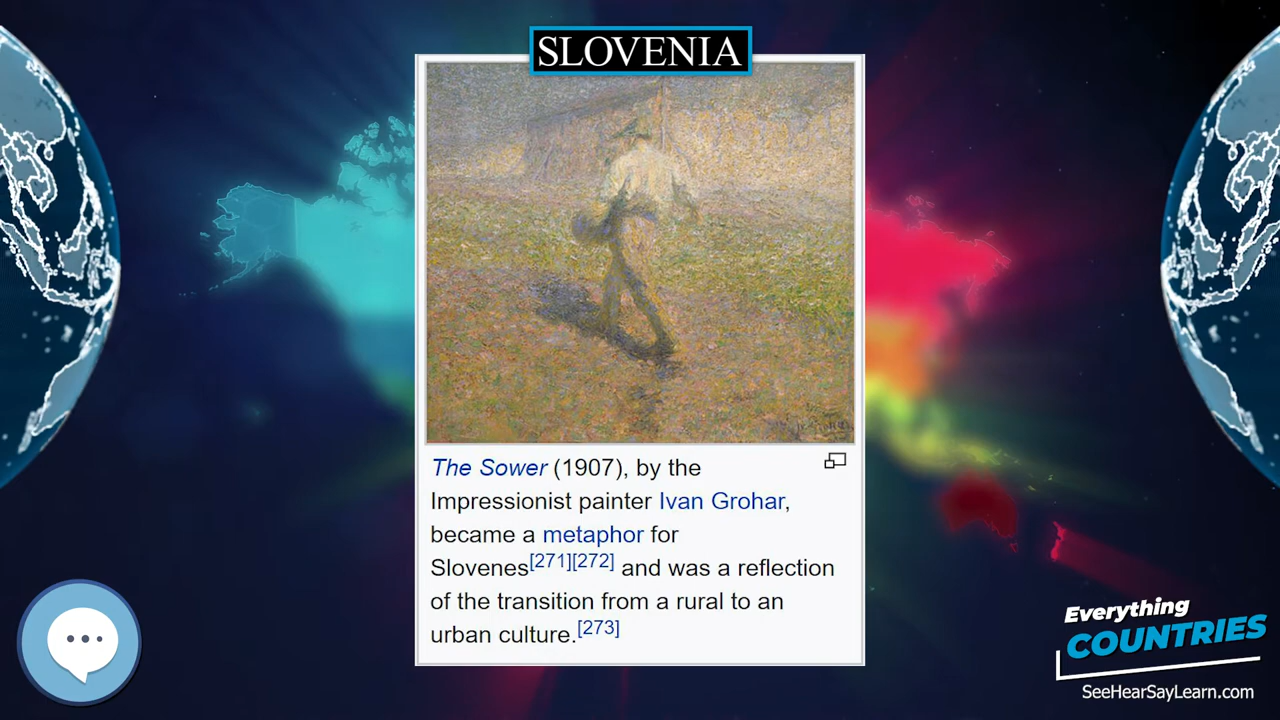 SLOVENIA
The Sower (1907), by the
Impressionist painter Ivan Grohar,
became a metaphor for
Slovenes[271][272] and was a reflection
of the transition from a rural to an
urban culture.[273]
Everything
COUNTRIES
SeeHearSayLearn.com